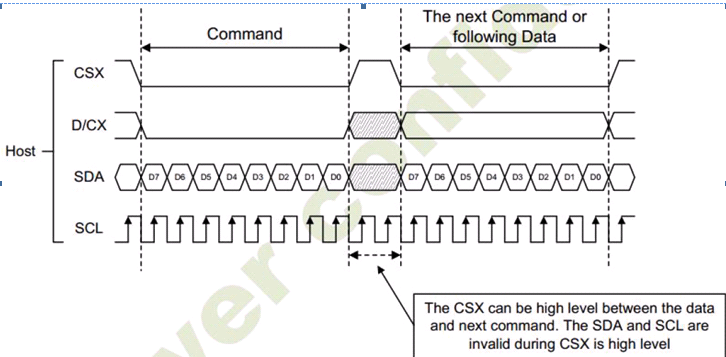 Command
The next Command or
following Data
CSX
D/CX
Host
SDA
D7 D6 D5 D4 D3 D2 D1 D0 D7 D6 D5 D4 D3 D2 D1 D0
SCL
The CSX can be high level between the data
and next command. The SDA and SCL are
invalid during CSX is high level